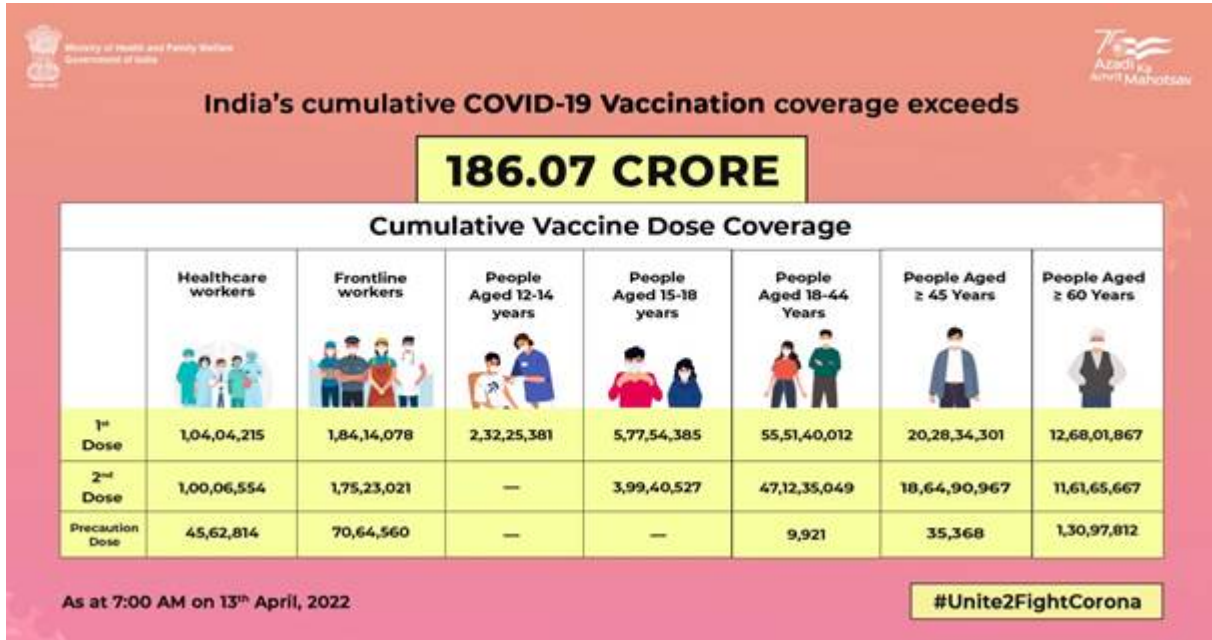 Ministry of Health and Family Welfare
Government of India
75
Azadi Ka
Amrit Mahotsav
India's cumulative COVID-19 Vaccination coverage exceeds
186.07 CRORE
Cumulative Vaccine Dose Coverage
Healthcare workers Frontline workers People Aged 12-14 years People Aged 15-18 years People Aged 18-44 Years People Aged ≥ 45 Years People Aged ≥ 60 Years
1st Dose 1,04,04,215 1,84,14,078 2,32,25,381 5,77,54,385 55,51,40,012 20,28,34,301 12,68,01,867
2nd Dose 1,00,06,554 1,75,23,021 — 3,99,40,527 47,12,35,049 18,64,90,967 11,61,65,667
Precaution Dose 45,62,814 70,64,560 — — 9,921 35,368 1,30,97,812
As at 7:00 AM on 13th April, 2022
#Unite2FightCorona